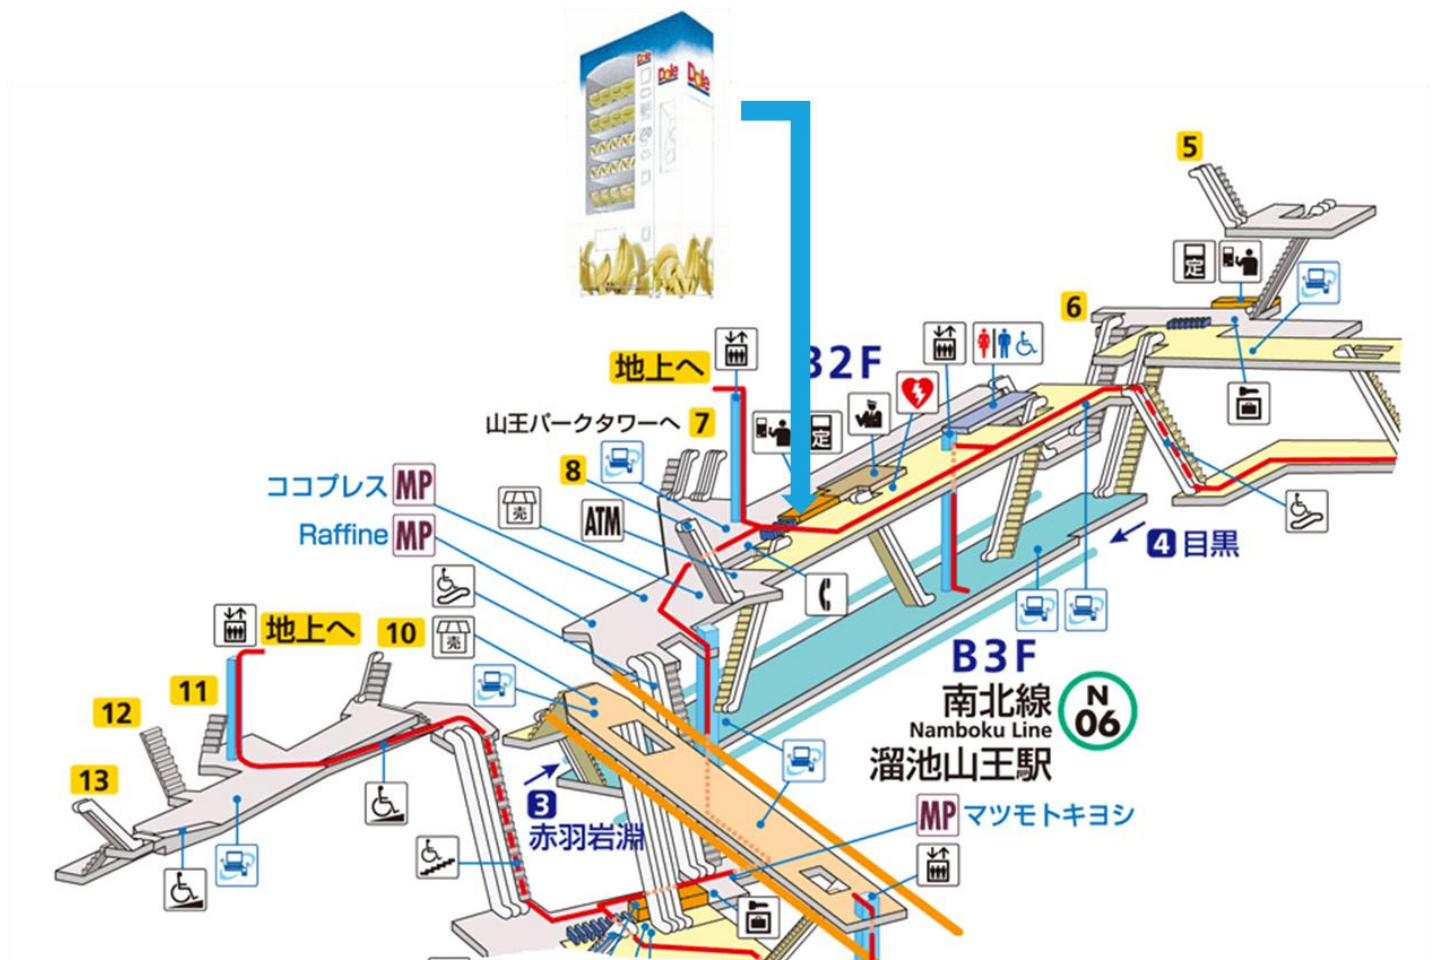 Dole
Dole
Dole
5
定
6
地上へ
B2F
山王パークタワーへ 7
定
8
ココプレス MP
売
ATM
Raffine MP
4 目黒
地上へ 10
売
B3F
南北線
Namboku Line
N
06
溜池山王駅
11
12
13
3
赤羽岩淵
MP マツモトキヨシ